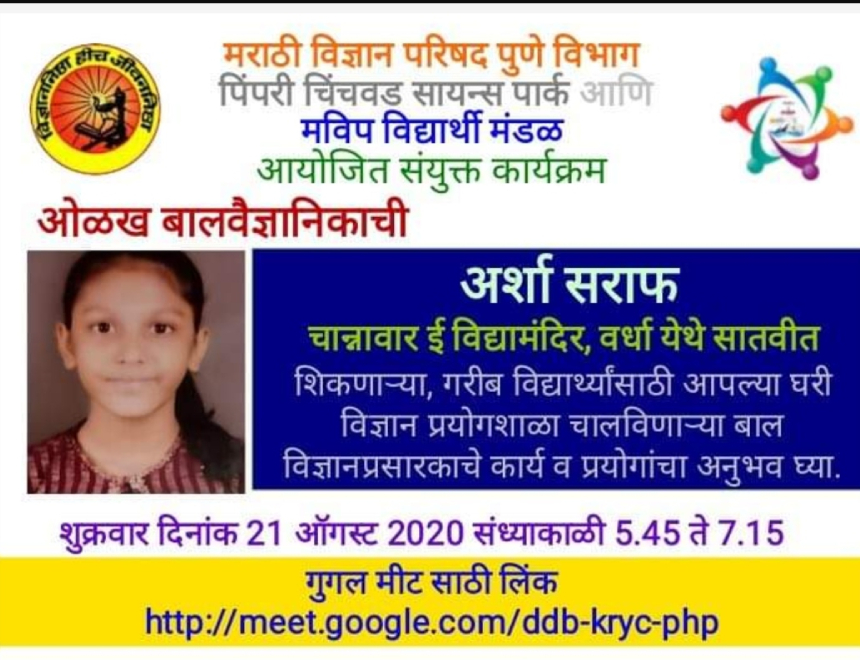 विज्ञाननिष्ठा हीच जीवननिष्ठा
मराठी विज्ञान परिषद पुणे विभाग
पिंपरी चिंचवड सायन्स पार्क आणि
मविप विद्यार्थी मंडळ
आयोजित संयुक्त कार्यक्रम
ओळख बालवैज्ञानिकाची
अर्शा सराफ
चान्नावार ई विद्यामंदिर, वर्धा येथे सातवीत
शिकणाऱ्या, गरीब विद्यार्थ्यांसाठी आपल्या घरी
विज्ञान प्रयोगशाळा चालविणाऱ्या बाल
विज्ञानप्रसारकाचे कार्य व प्रयोगांचा अनुभव घ्या.
शुक्रवार दिनांक 21 ऑगस्ट 2020 संध्याकाळी 5.45 ते 7.15
गुगल मीट साठी लिंक
http://meet.google.com/ddb-kryc-php